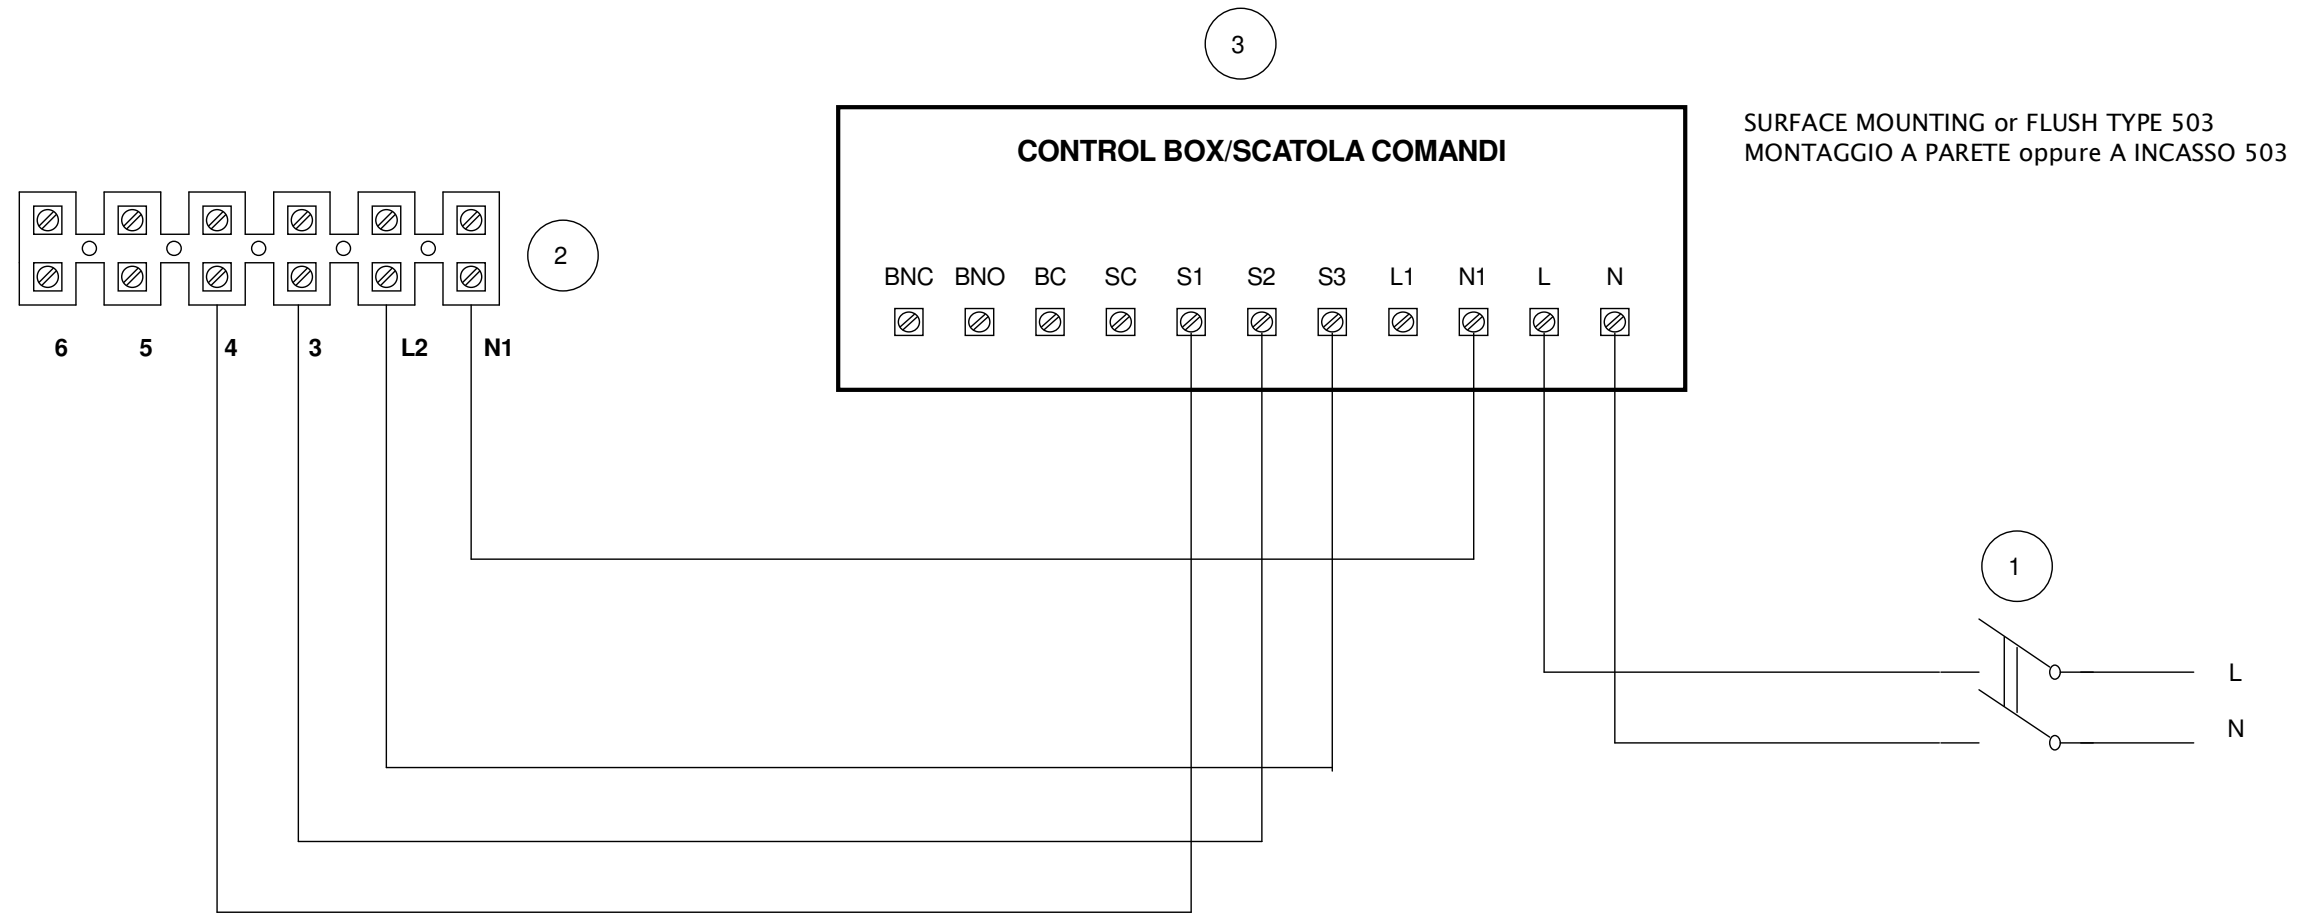 3
CONTROL BOX/SCATOLA COMANDI
SURFACE MOUNTING or FLUSH TYPE 503
MONTAGGIO A PARETE oppure A INCASSO 503
2
BNC BNO BC SC S1 S2 S3 L1 N1 L N
6 5 4 3 L2 N1
1
L
N